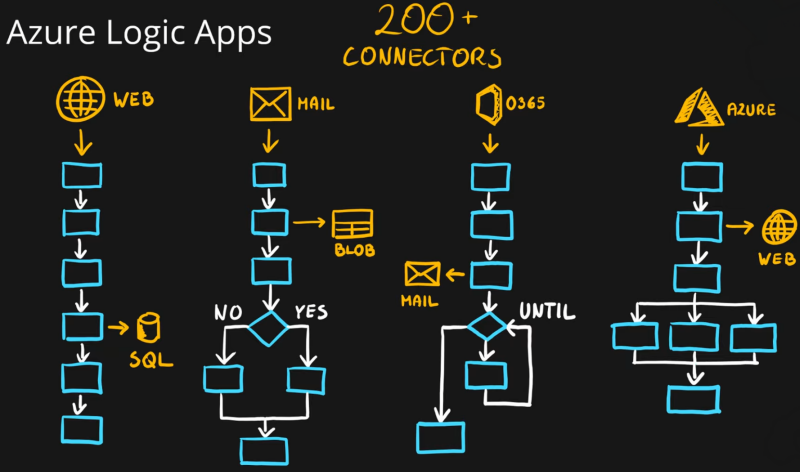 Azure Logic Apps
200+
CONNECTORS
WEB
MAIL
O365
AZURE
BLOB
WEB
MAIL
NO
YES
UNTIL
SQL